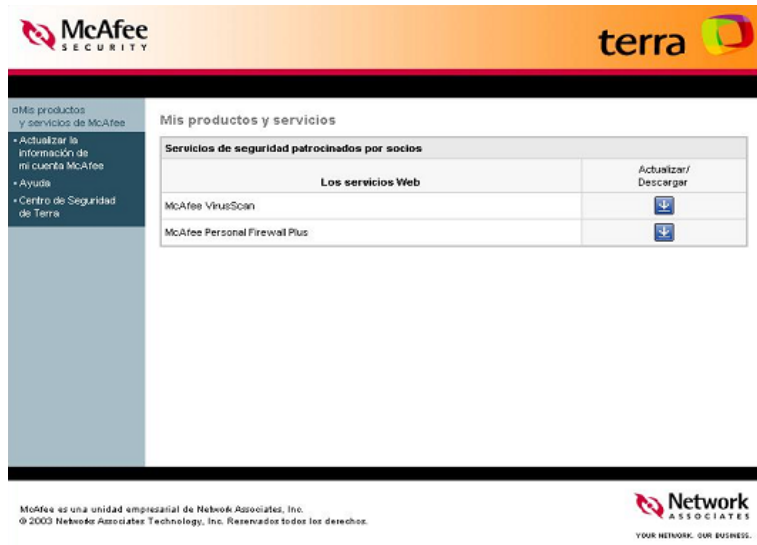 McAfee
SECURITY
terra
Mis productos
y servicios de McAfee
Actualizar la
información de
mi cuenta McAfee
Ayuda
Centro de Seguridad
de Terra
Mis productos y servicios
Servicios de seguridad patrocinados por socios
Los servicios Web
Actualizar/
Descargar
McAfee VirusScan
McAfee Personal Firewall Plus
McAfee es una unidad empresarial de Network Associates, Inc.
© 2003 Networks Associates Technology, Inc. Reservados todos los derechos.
Network
ASSOCIATES
YOUR NETWORK. OUR BUSINESS.